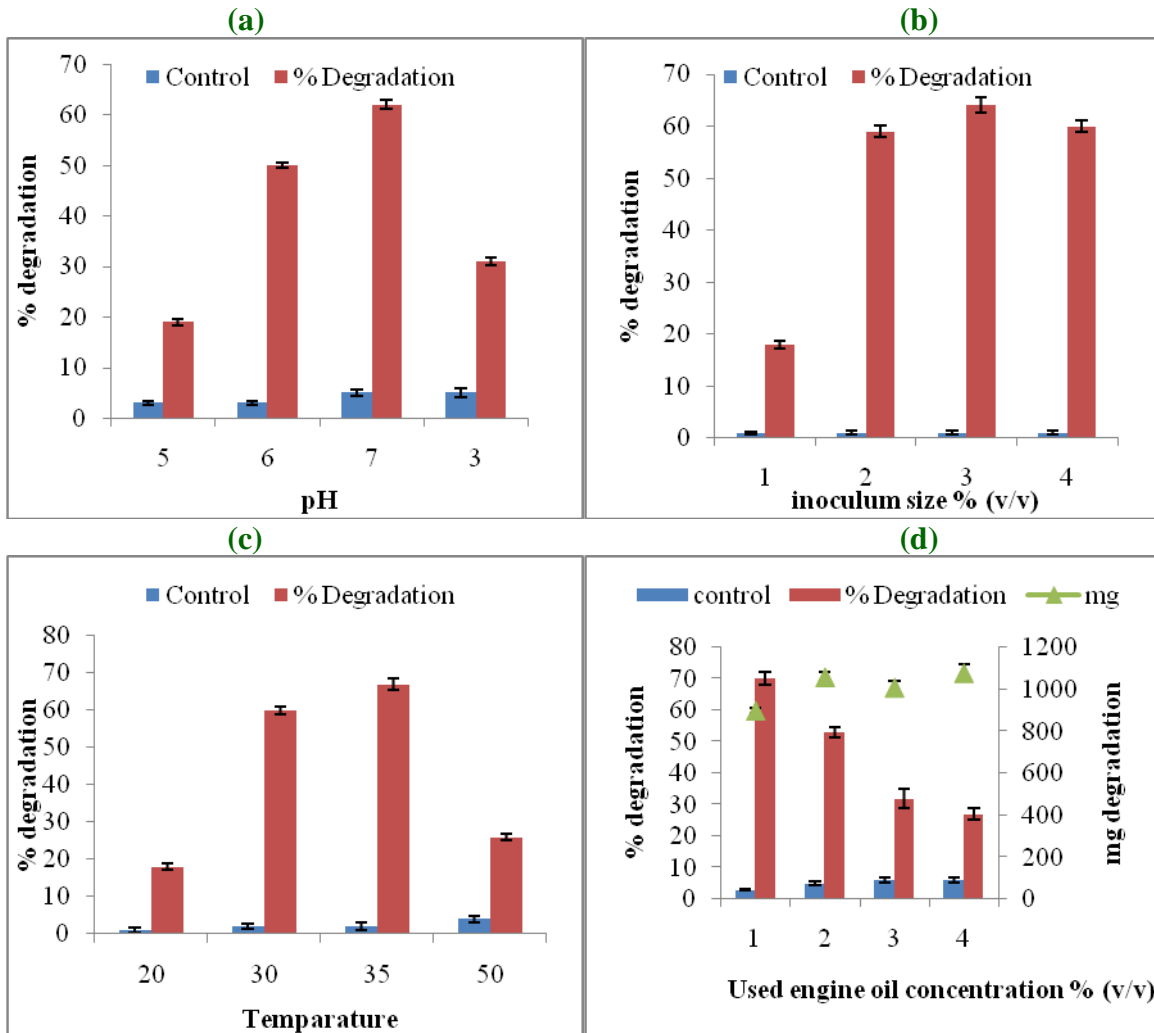 (a)
Control % Degradation
70
60
50
40
30
20
10
0
% degradation
5 6 7 3
pH
(b)
Control % Degradation
70
60
50
40
30
20
10
0
% degradation
1 2 3 4
inoculum size % (v/v)
(c)
Control % Degradation
80
70
60
50
40
30
20
10
0
% degradation
20 30 35 50
Temparature
(d)
control % Degradation mg
80
70
60
50
40
30
20
10
0
% degradation
1200
1000
800
600
400
200
0
mg degradation
1 2 3 4
Used engine oil concentration % (v/v)